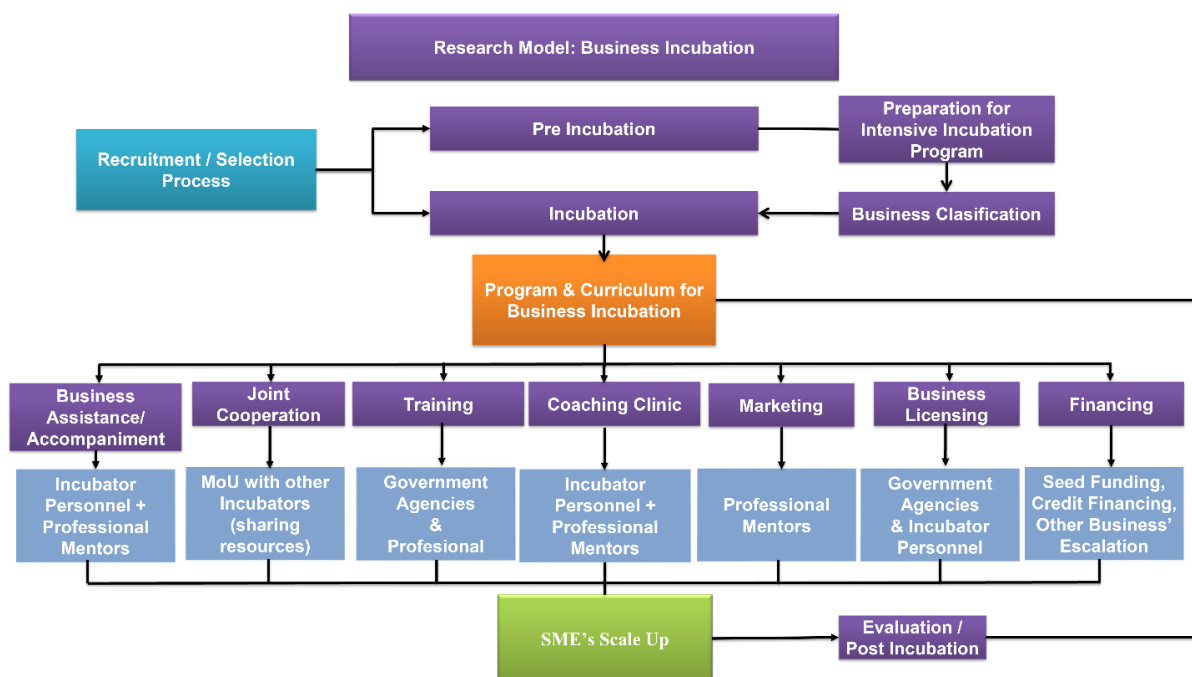 Research Model: Business Incubation
Recruitment / Selection
Process
Pre Incubation
Preparation for
Intensive Incubation
Program
Incubation
Business Clasification
Program & Curriculum for
Business Incubation
Business
Assistance/
Accompaniment
Joint
Cooperation
Training
Coaching Clinic
Marketing
Business
Licensing
Financing
Incubator
Personnel +
Professional
Mentors
MoU with other
Incubators
(sharing
resources)
Government
Agencies
&
Profesional
Incubator
Personnel +
Professional
Mentors
Professional
Mentors
Government
Agencies
& Incubator
Personnel
Seed Funding,
Credit Financing,
Other Business’
Escalation
SME’s Scale Up
Evaluation /
Post Incubation